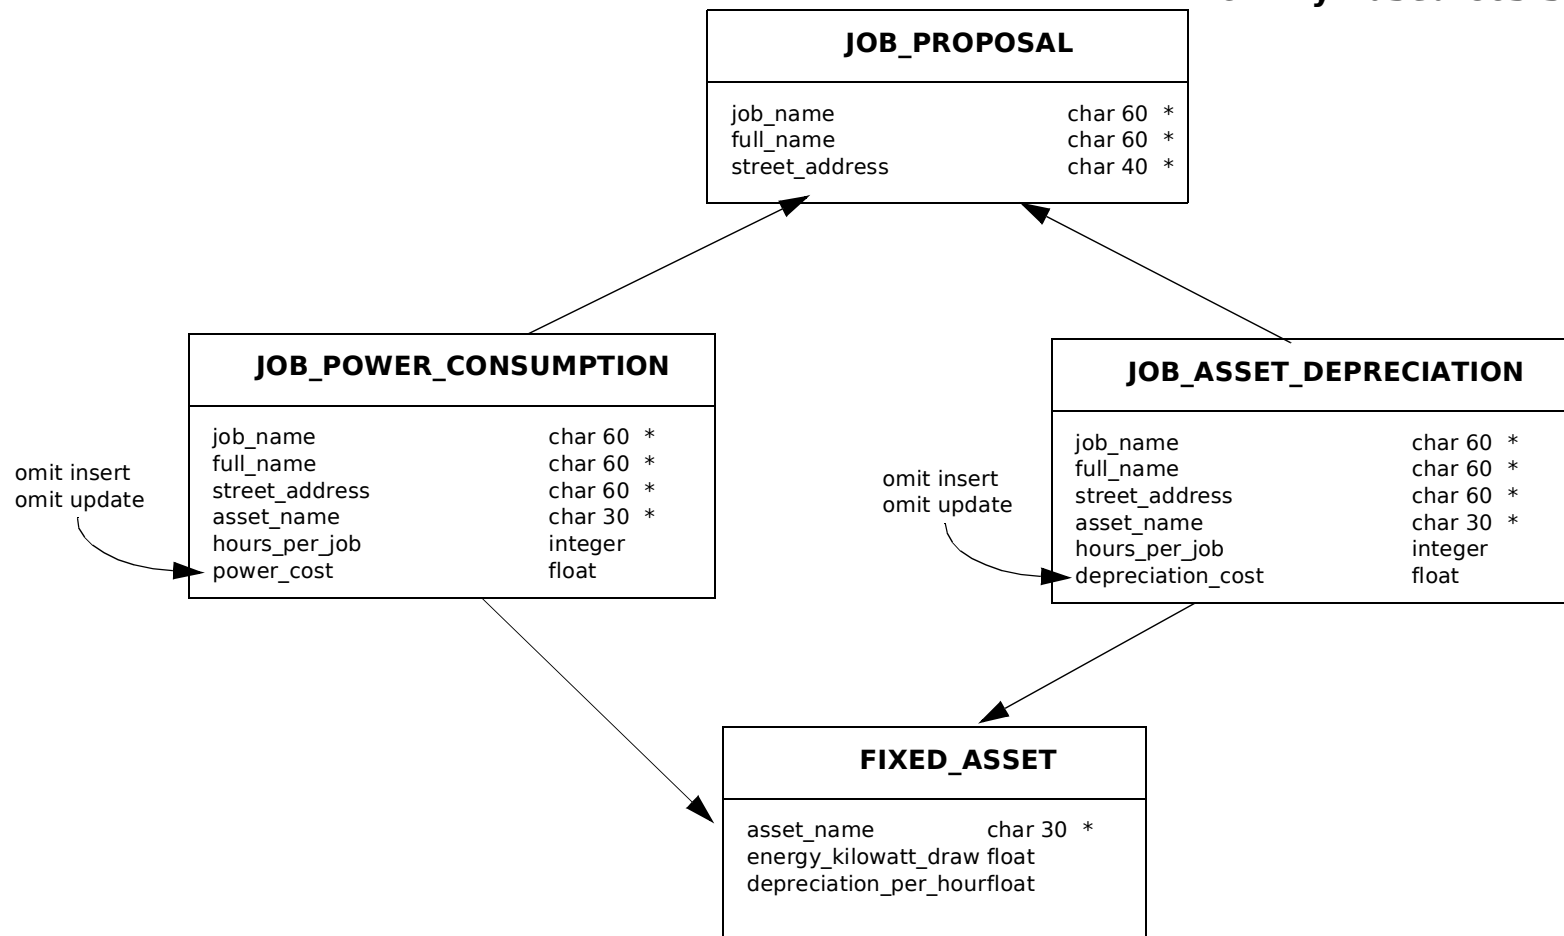 JOB_PROPOSAL
job_name char 60 *
full_name char 60 *
street_address char 40 *
JOB_POWER_CONSUMPTION
job_name char 60 *
full_name char 60 *
street_address char 60 *
asset_name char 30 *
hours_per_job integer
power_cost float
omit insert
omit update
JOB_ASSET_DEPRECIATION
job_name char 60 *
full_name char 60 *
street_address char 60 *
asset_name char 30 *
hours_per_job integer
depreciation_cost float
omit insert
omit update
FIXED_ASSET
asset_name char 30 *
energy_kilowatt_draw float
depreciation_per_hourfloat